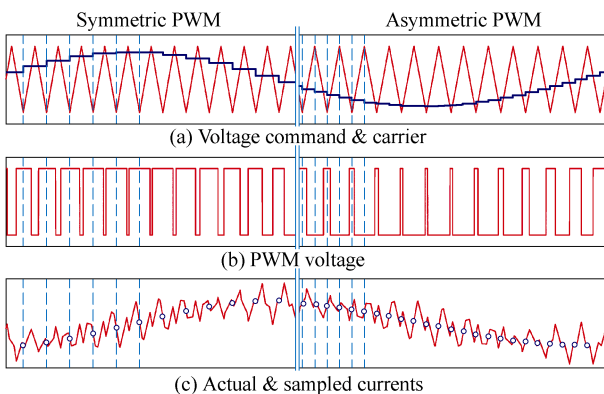 Symmetric PWM
Asymmetric PWM
(a) Voltage command & carrier
(b) PWM voltage
(c) Actual & sampled currents